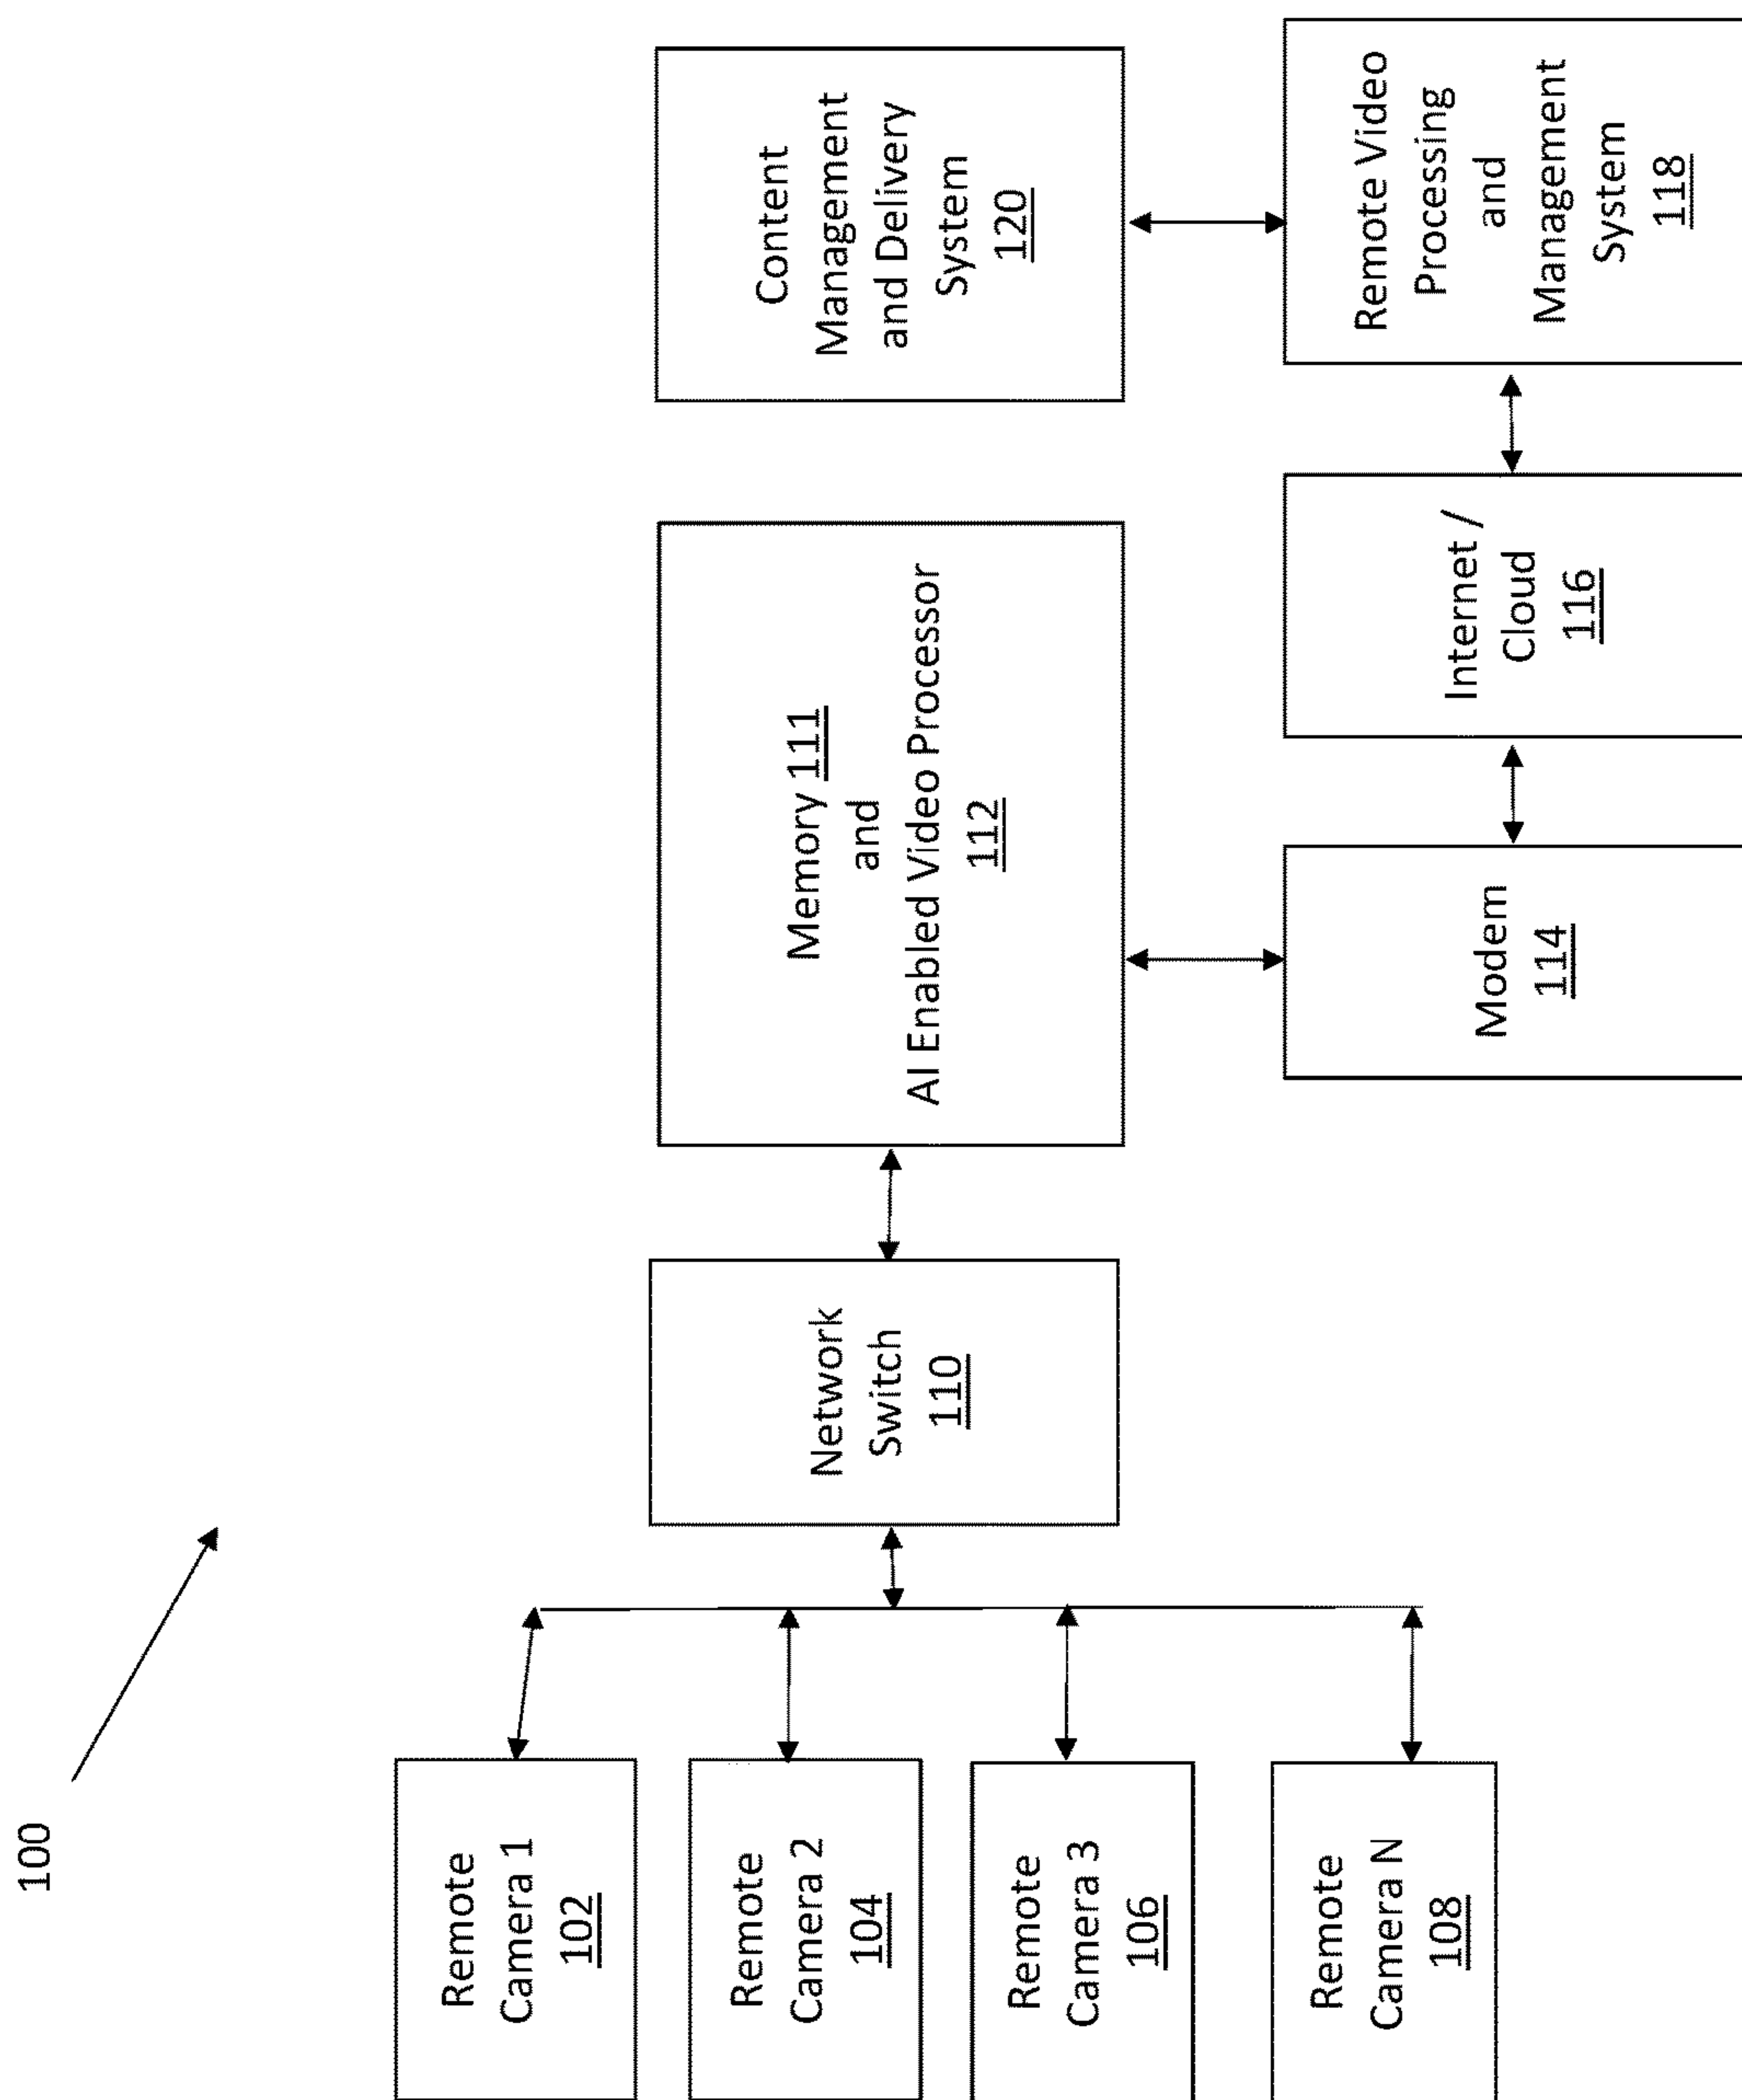 100
Remote
Camera 1
102
Remote
Camera 2
104
Remote
Camera 3
106
Remote
Camera N
108
Network
Switch
110
Memory 111
and
AI Enabled Video Processor
112
Modem
114
Internet /
Cloud
116
Remote Video
Processing
and
Management
System
118
Content
Management
and Delivery
System
120